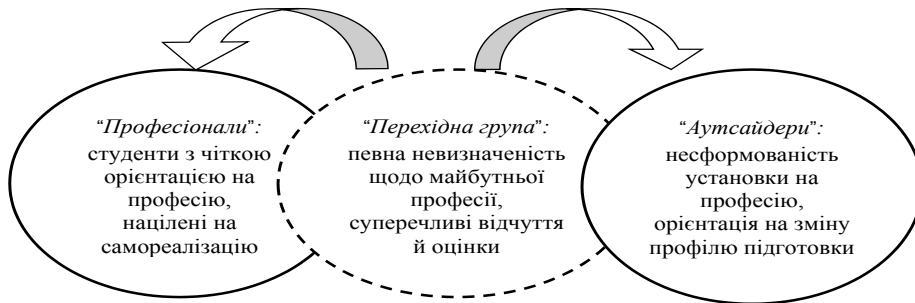 “Професіонали”:
студенти з чіткою
орієнтацією на
професію,
націлені на
самореалізацію
“Перехідна група”:
певна невизначеність
щодо майбутньої
професії,
суперечливі відчуття
й оцінки
“Аутсайдери”:
несформованість
установки на
професію,
орієнтація на зміну
профілю підготовки